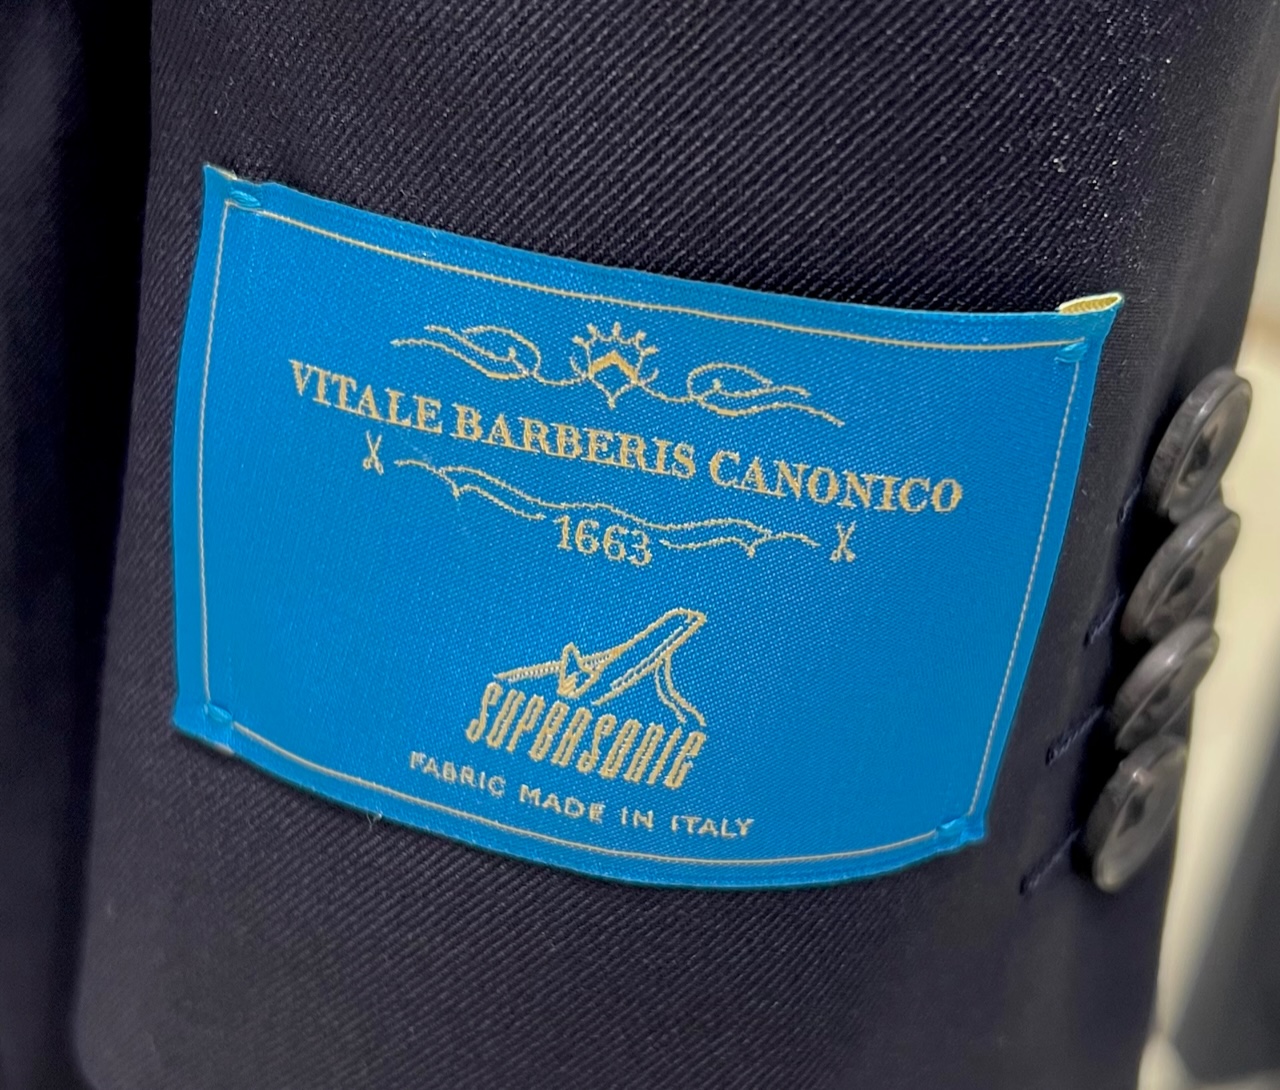 VITALE BARBERIS CANONICO
1663
SUPERSONIC
FABRIC MADE IN ITALY